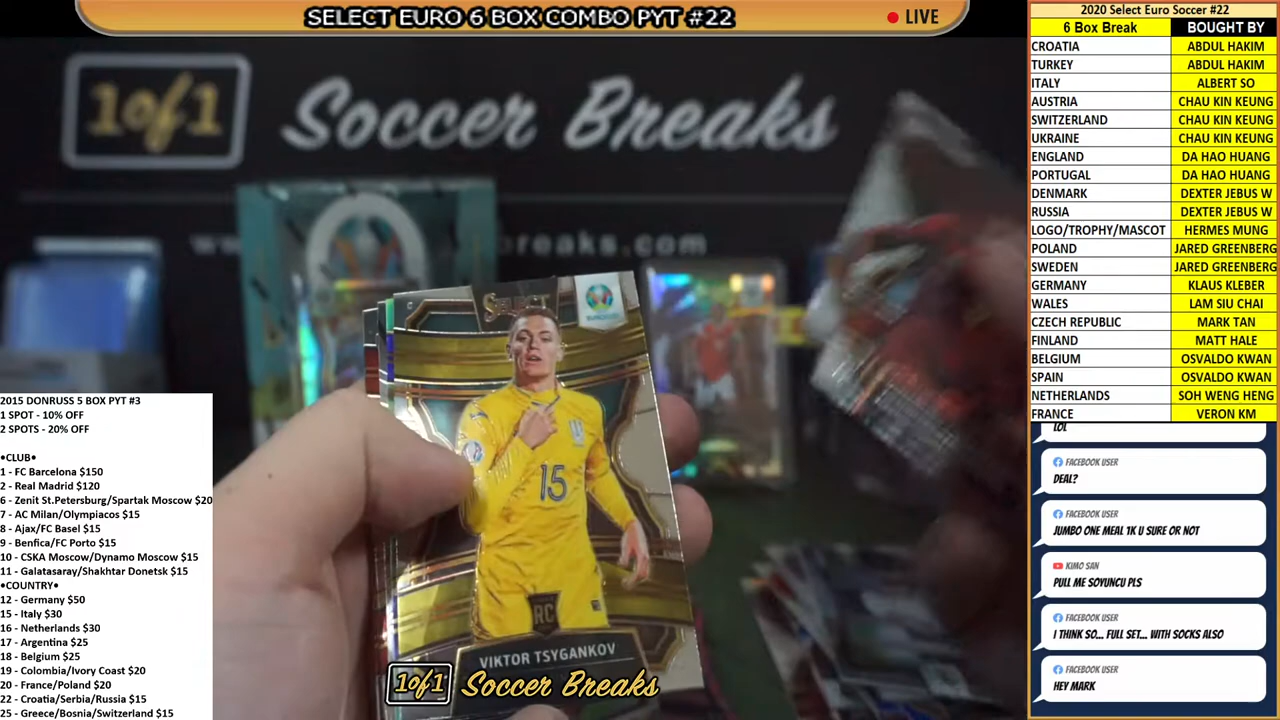 SELECT EURO 6 BOX COMBO PYT #22
LIVE
1of1 Soccer Breaks
SELECT
EURO2020
15
RC
VIKTOR TSYGANKOV
1of1 Soccer Breaks
2020 Select Euro Soccer #22
6 Box Break BOUGHT BY
CROATIA ABDUL HAKIM
TURKEY ABDUL HAKIM
ITALY ALBERT SO
AUSTRIA CHAU KIN KEUNG
SWITZERLAND CHAU KIN KEUNG
UKRAINE CHAU KIN KEUNG
ENGLAND DA HAO HUANG
PORTUGAL DA HAO HUANG
DENMARK DEXTER JEBUS W
RUSSIA DEXTER JEBUS W
LOGO/TROPHY/MASCOT HERMES MUNG
POLAND JARED GREENBERG
SWEDEN JARED GREENBERG
GERMANY KLAUS KLEBER
WALES LAM SIU CHAI
CZECH REPUBLIC MARK TAN
FINLAND MATT HALE
BELGIUM OSVALDO KWAN
SPAIN OSVALDO KWAN
NETHERLANDS SOH WENG HENG
FRANCE VERON KM
LOL
FACEBOOK USER
DEAL?
FACEBOOK USER
JUMBO ONE MEAL 1K U SURE OR NOT
KIMO SAN
PULL ME SOYUNCU PLS
FACEBOOK USER
I THINK SO... FULL SET... WITH SOCKS ALSO
FACEBOOK USER
HEY MARK
2015 DONRUSS 5 BOX PYT #3
1 SPOT - 10% OFF
2 SPOTS - 20% OFF
•CLUB•
1 - FC Barcelona $150
2 - Real Madrid $120
6 - Zenit St.Petersburg/Spartak Moscow $20
7 - AC Milan/Olympiacos $15
8 - Ajax/FC Basel $15
9 - Benfica/FC Porto $15
10 - CSKA Moscow/Dynamo Moscow $15
11 - Galatasaray/Shakhtar Donetsk $15
•COUNTRY•
12 - Germany $50
15 - Italy $30
16 - Netherlands $30
17 - Argentina $25
18 - Belgium $25
19 - Colombia/Ivory Coast $20
20 - France/Poland $20
22 - Croatia/Serbia/Russia $15
25 - Greece/Bosnia/Switzerland $15